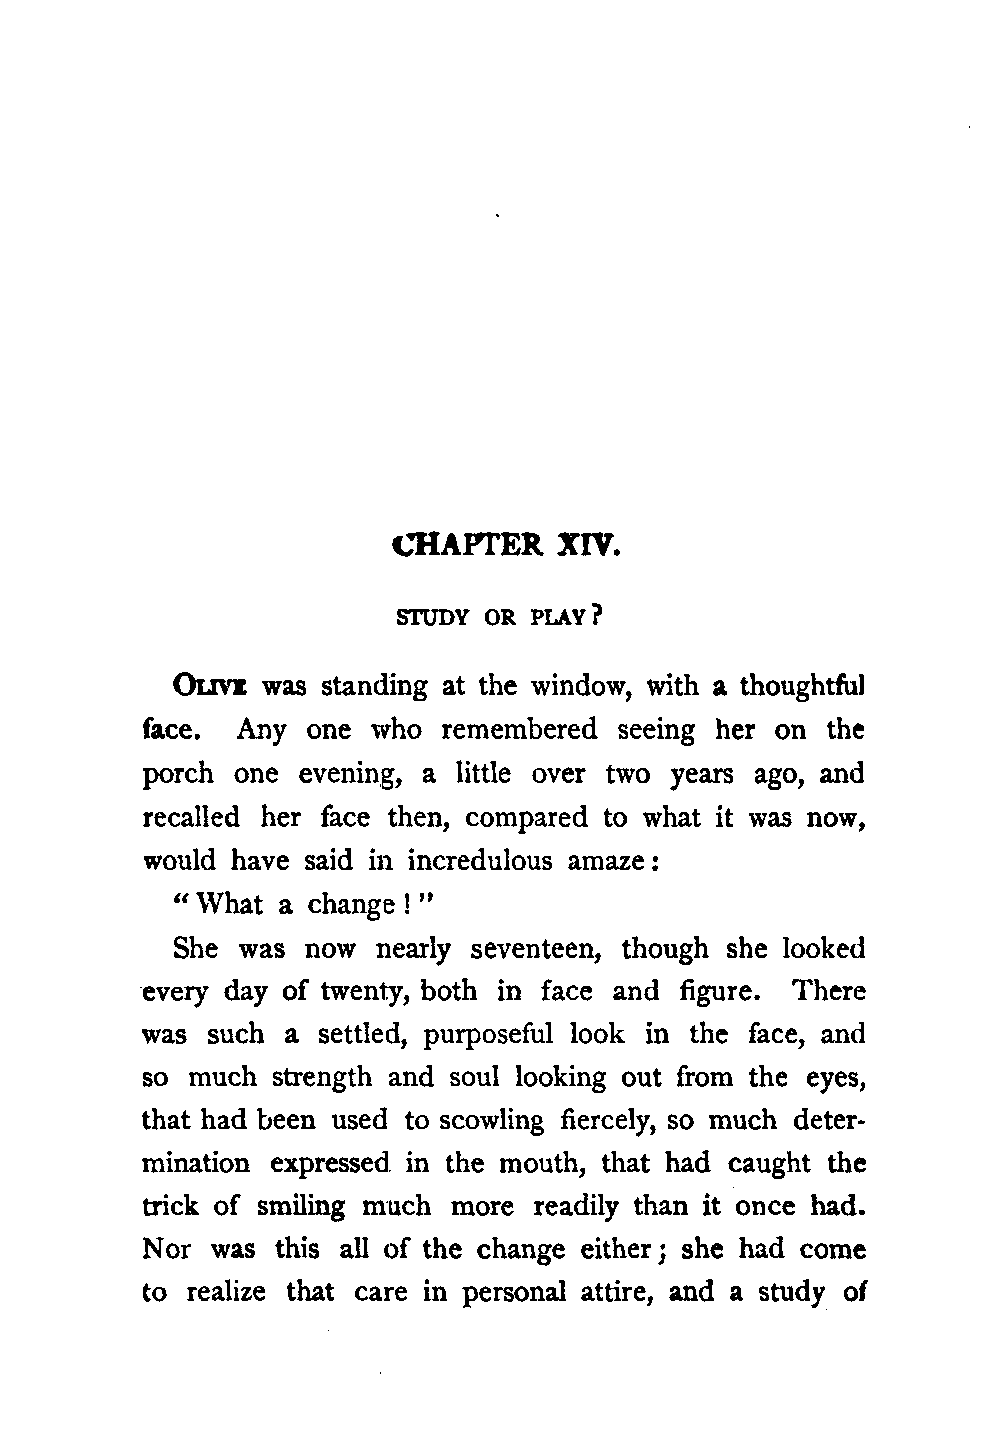 CHAPTER XIV.
STUDY OR PLAY?
OLIVE was standing at the window, with a thoughtful
face. Any one who remembered seeing her on the
porch one evening, a little over two years ago, and
recalled her face then, compared to what it was now,
would have said in incredulous amaze:
"What a change!"
She was now nearly seventeen, though she looked
every day of twenty, both in face and figure. There
was such a settled, purposeful look in the face, and
so much strength and soul looking out from the eyes,
that had been used to scowling fiercely, so much deter-
mination expressed in the mouth, that had caught the
trick of smiling much more readily than it once had.
Nor was this all of the change either; she had come
to realize that care in personal attire, and a study of